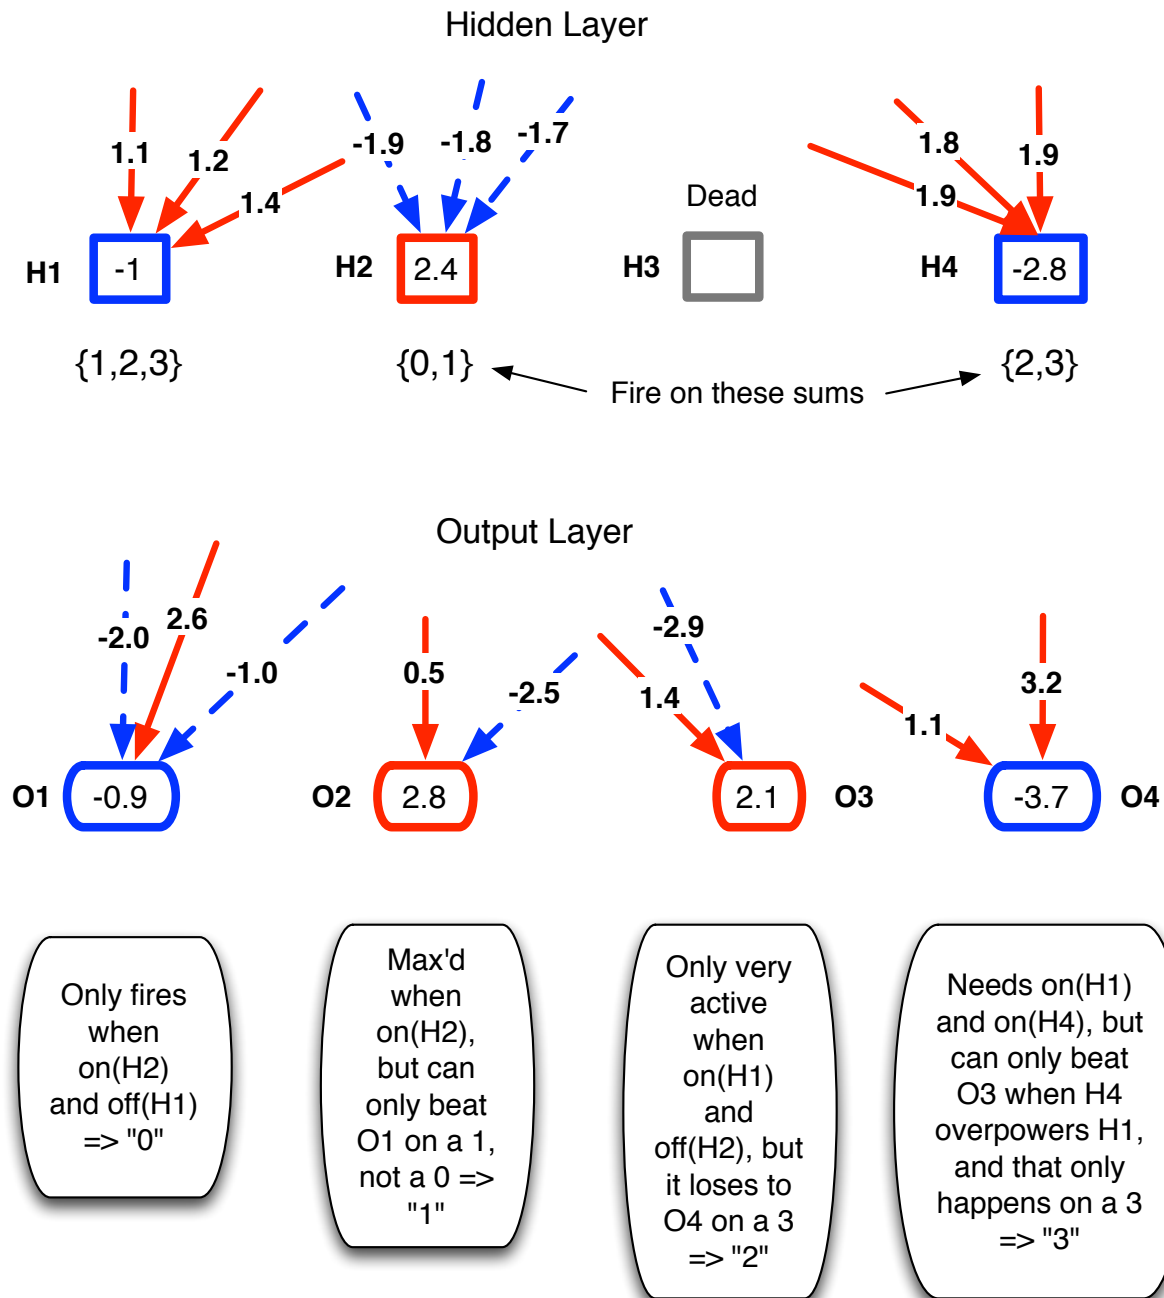 Hidden Layer
1.1
1.2
1.4
-1.9
-1.8
-1.7
1.8
1.9
1.9
Dead
H1
-1
H2
2.4
H3
H4
-2.8
{1,2,3}
{0,1}
{2,3}
Fire on these sums
Output Layer
-2.0
2.6
-1.0
0.5
-2.5
-2.9
1.4
1.1
3.2
O1
-0.9
O2
2.8
2.1
O3
-3.7
O4
Only fires
when
on(H2)
and off(H1)
=> "0"
Max'd
when
on(H2),
but can
only beat
O1 on a 1,
not a 0 =>
"1"
Only very
active
when
on(H1)
and
off(H2), but
it loses to
O4 on a 3
=> "2"
Needs on(H1)
and on(H4), but
can only beat
O3 when H4
overpowers H1,
and that only
happens on a 3
=> "3"